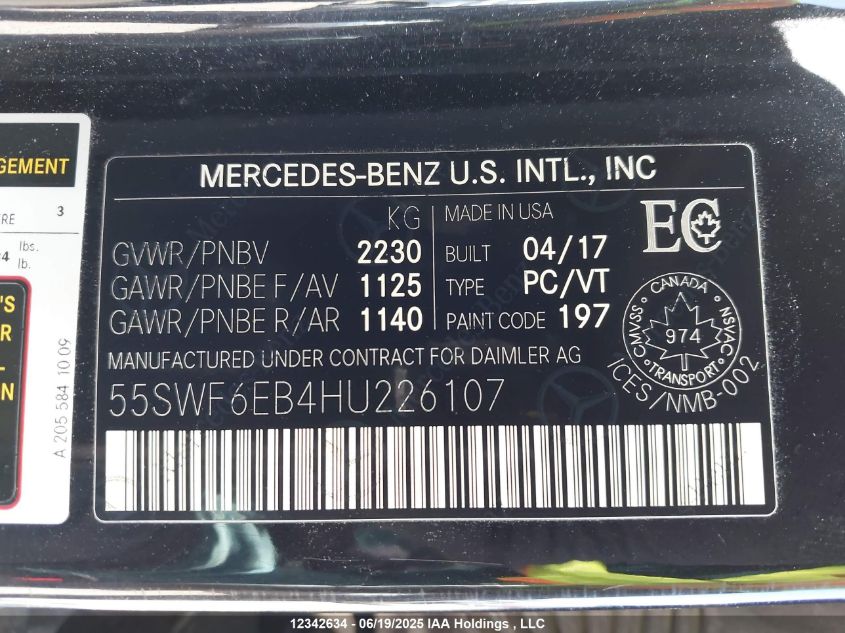 GEMENT
RE 3
lbs.
4 lb.
'S
R
L-
A 205 584 10 09
MERCEDES-BENZ U.S. INTL., INC
KG
GVWR/PNBV 2230
GAWR/PNBE F/AV 1125
GAWR/PNBE R/AR 1140
MADE IN USA
BUILT 04/17
TYPE PC/VT
PAINT CODE 197
EC
CANADA
CMVSS NSVAC
974
ICES/NMB-002
MANUFACTURED UNDER CONTRACT FOR DAIMLER AG
55SWF6EB4HU226107
12342634 - 06/19/2025 IAA Holdings , LLC